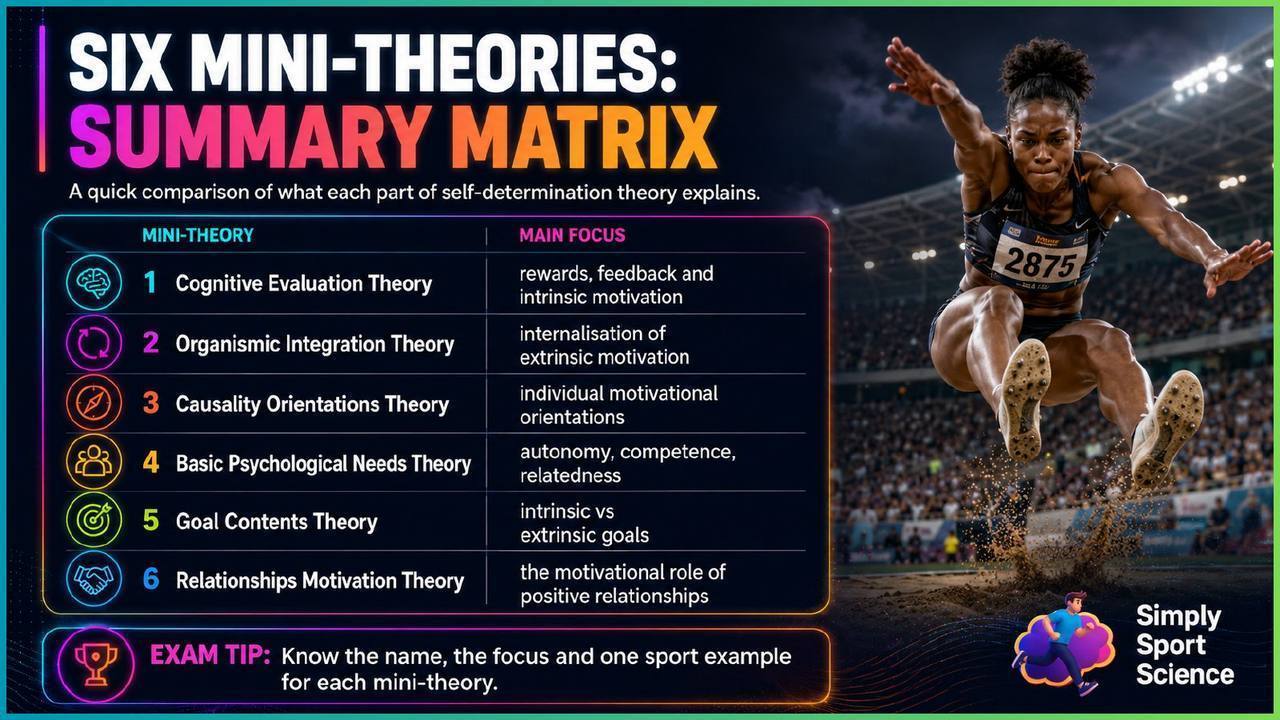 SIX MINI-THEORIES:
SUMMARY MATRIX
A quick comparison of what each part of self-determination theory explains.
MINI-THEORY
MAIN FOCUS
1 Cognitive Evaluation Theory
rewards, feedback and
intrinsic motivation
2 Organismic Integration Theory
internalisation of
extrinsic motivation
3 Causality Orientations Theory
individual motivational
orientations
4 Basic Psychological Needs Theory
autonomy, competence,
relatedness
5 Goal Contents Theory
intrinsic vs
extrinsic goals
6 Relationships Motivation Theory
the motivational role of
positive relationships
EXAM TIP: Know the name, the focus and one sport example
for each mini-theory.
2875
Simply
Sport
Science